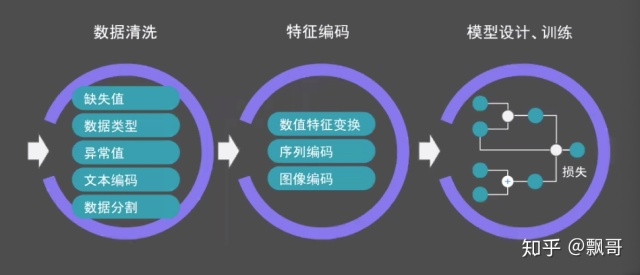 数据清洗
特征编码
模型设计、训练
缺失值
数据类型
异常值
文本编码
数据分割
数值特征变换
序列编码
图像编码
+
损失
知乎 @飘哥